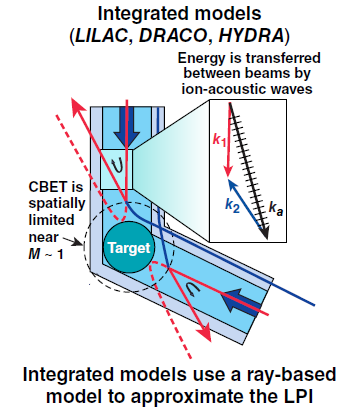 Integrated models
(LILAC, DRACO, HYDRA)
Energy is transferred
between beams by
ion-acoustic waves
k1
k2
ka
CBET is
spatially
limited
near
M ~ 1
Target
Integrated models use a ray-based
model to approximate the LPI